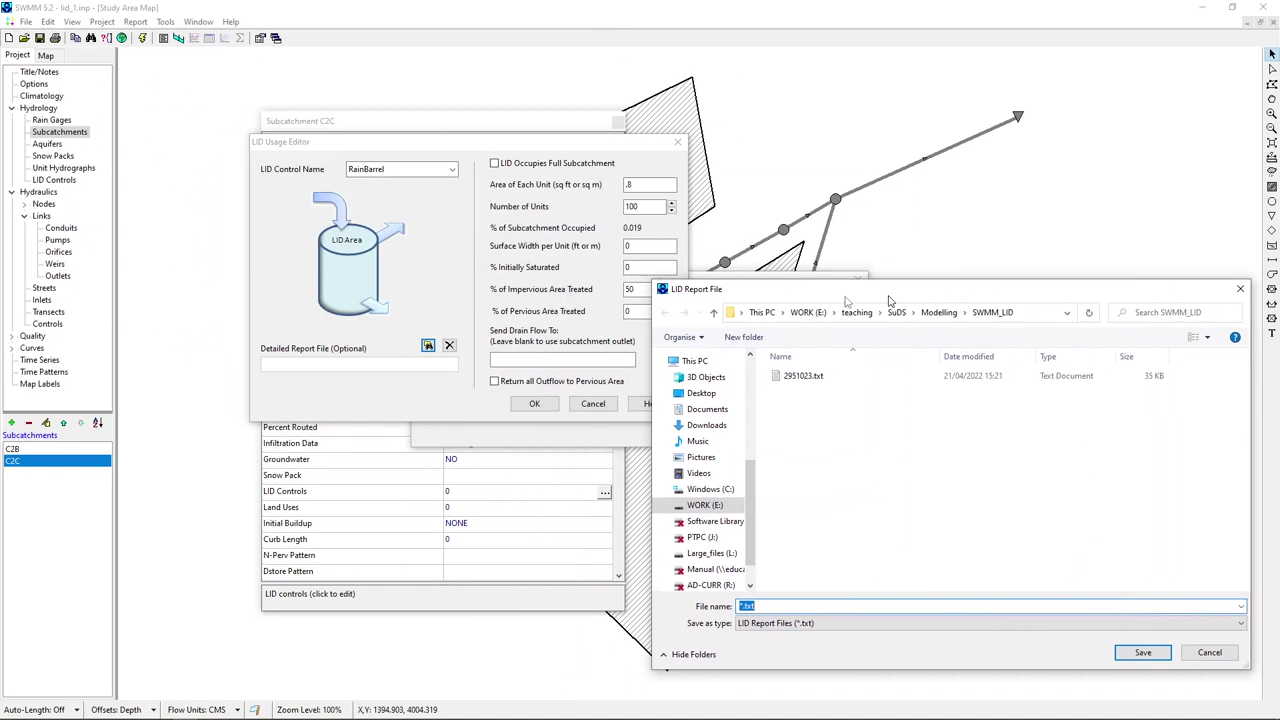 SWMM 5.2 - lid_1.inp - [Study Area Map]
File Edit View Project Report Tools Window Help
Project Map
Title/Notes
Options
Climatology
Hydrology
Rain Gages
Subcatchments
Aquifers
Snow Packs
Unit Hydrographs
LID Controls
Hydraulics
Nodes
Links
Conduits
Pumps
Orifices
Weirs
Outlets
Streets
Inlets
Transects
Controls
Quality
Curves
Time Series
Time Patterns
Map Labels
Subcatchments
C2B
C2C
Subcatchment C2C
LID Usage Editor
LID Control Name RainBarrel
LID Area
Detailed Report File (Optional)
LID Occupies Full Subcatchment
Area of Each Unit (sq ft or sq m) .8
Number of Units 100
% of Subcatchment Occupied 0.019
Surface Width per Unit (ft or m) 0
% Initially Saturated 0
% of Impervious Area Treated 50
% of Pervious Area Treated 0
Send Drain Flow To:
(Leave blank to use subcatchment outlet)
Return all Outflow to Pervious Area
OK Cancel
Percent Routed
Infiltration Data
Groundwater NO
Snow Pack
LID Controls 0 ...
Land Uses 0
Initial Buildup NONE
Curb Length 0
N-Perv Pattern
Dstore Pattern
LID controls (click to edit)
LID Report File
This PC > WORK (E:) > teaching > SuDS > Modelling > SWMM_LID Search SWMM_LID
Organise New folder
This PC
3D Objects
Desktop
Documents
Downloads
Music
Pictures
Videos
Windows (C:)
WORK (E:)
Software Library
PTPC (J:)
Large_files (L:)
Manual (\\educa
AD-CURR (R:)
Name Date modified Type Size
2951023.txt 21/04/2022 15:21 Text Document 35 KB
File name: *.txt
Save as type: LID Report Files (*.txt)
Hide Folders Save Cancel
Auto-Length: Off Offsets: Depth Flow Units: CMS Zoom Level: 100% X,Y: 1394.903, 4004.319